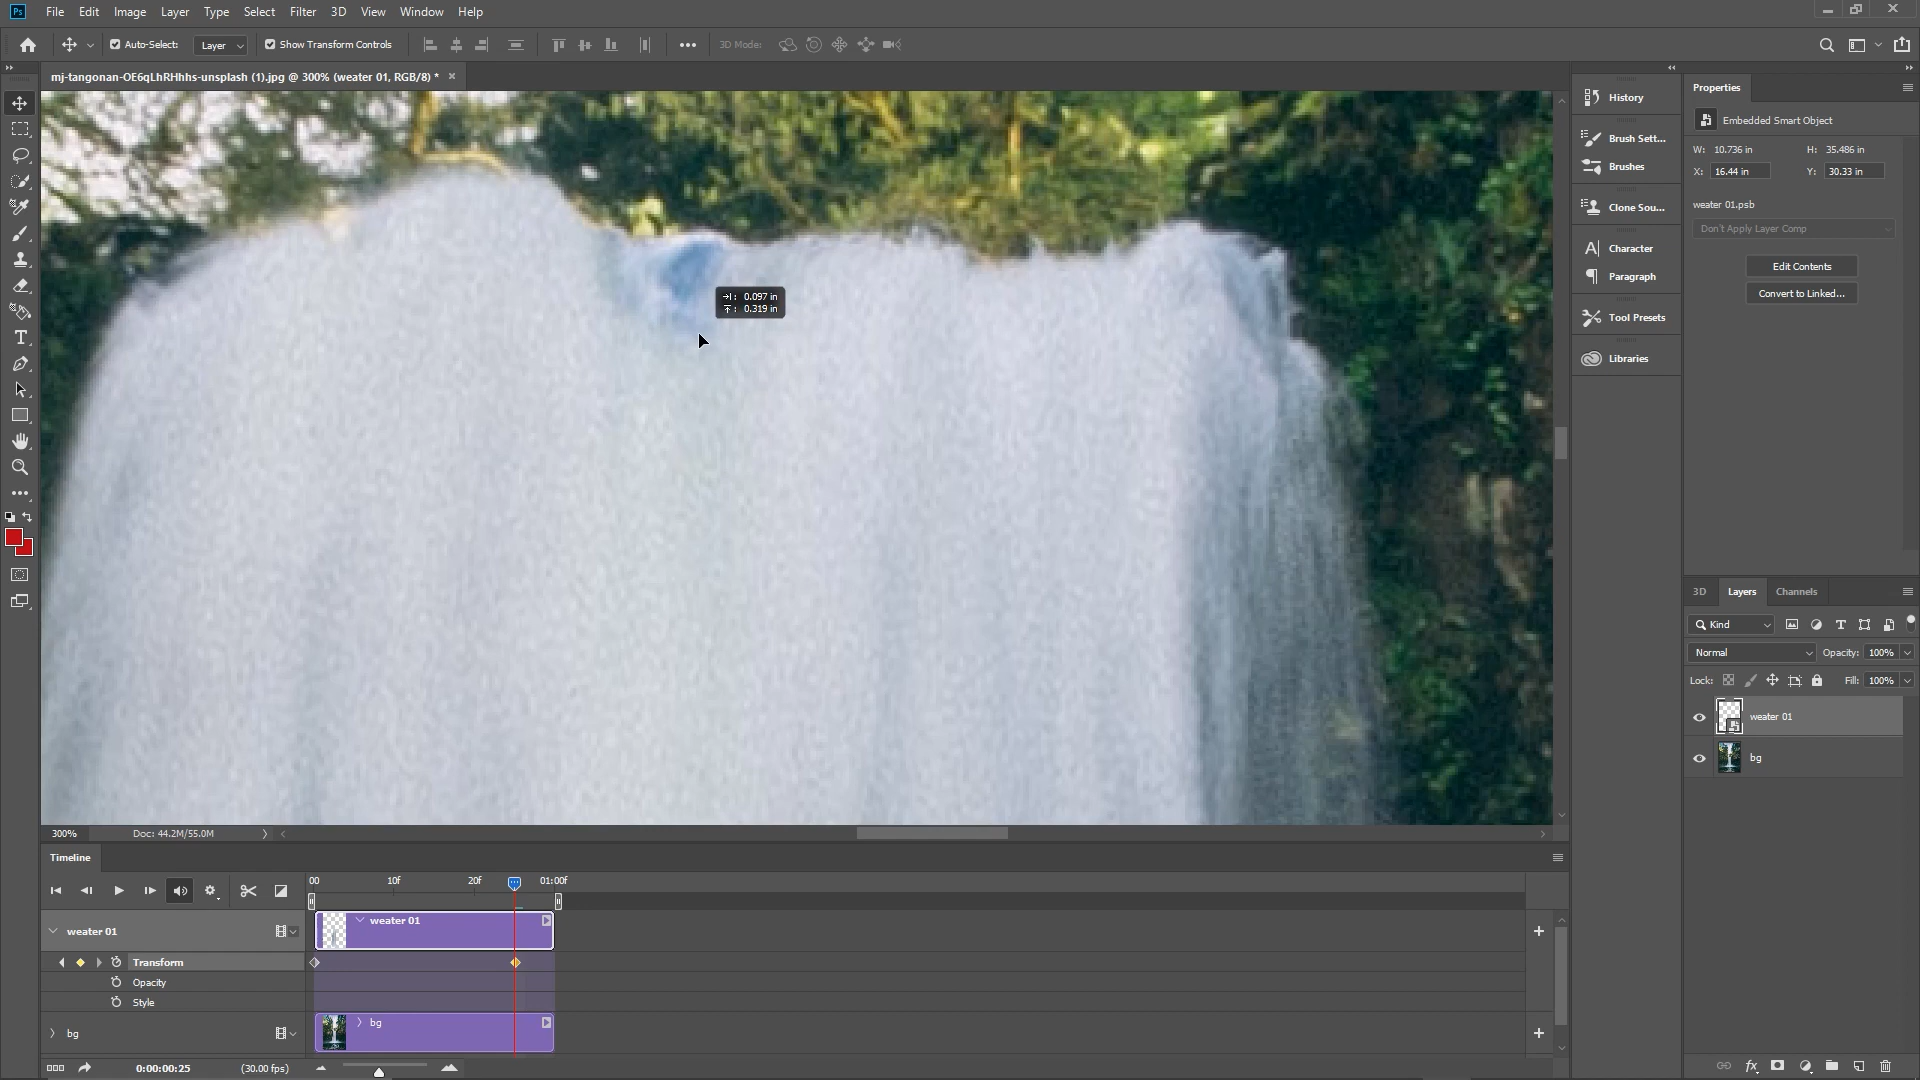 Ps File Edit Image Layer Type Select Filter 3D View Window Help
Auto-Select: Layer Show Transform Controls 3D Mode:
mj-tangonan-OE6qLhRHhhs-unsplash (1).jpg @ 300% (weater 01, RGB/8) *
History
Brush Sett...
Brushes
Clone Sou...
Character
Paragraph
Tool Presets
Libraries
Properties
Embedded Smart Object
W: 10.736 in H: 35.486 in
X: 16.44 in Y: 30.33 in
weater 01.psb
Don't Apply Layer Comp
Edit Contents
Convert to Linked...
0.097 in
0.319 in
3D Layers Channels
Kind
Normal Opacity: 100%
Lock: Fill: 100%
weater 01
bg
300% Doc: 44.2M/55.0M
Timeline
00 10f 20f 01:00f
weater 01 weater 01
Transform
Opacity
Style
bg bg
0:00:00:25 (30.00 fps)